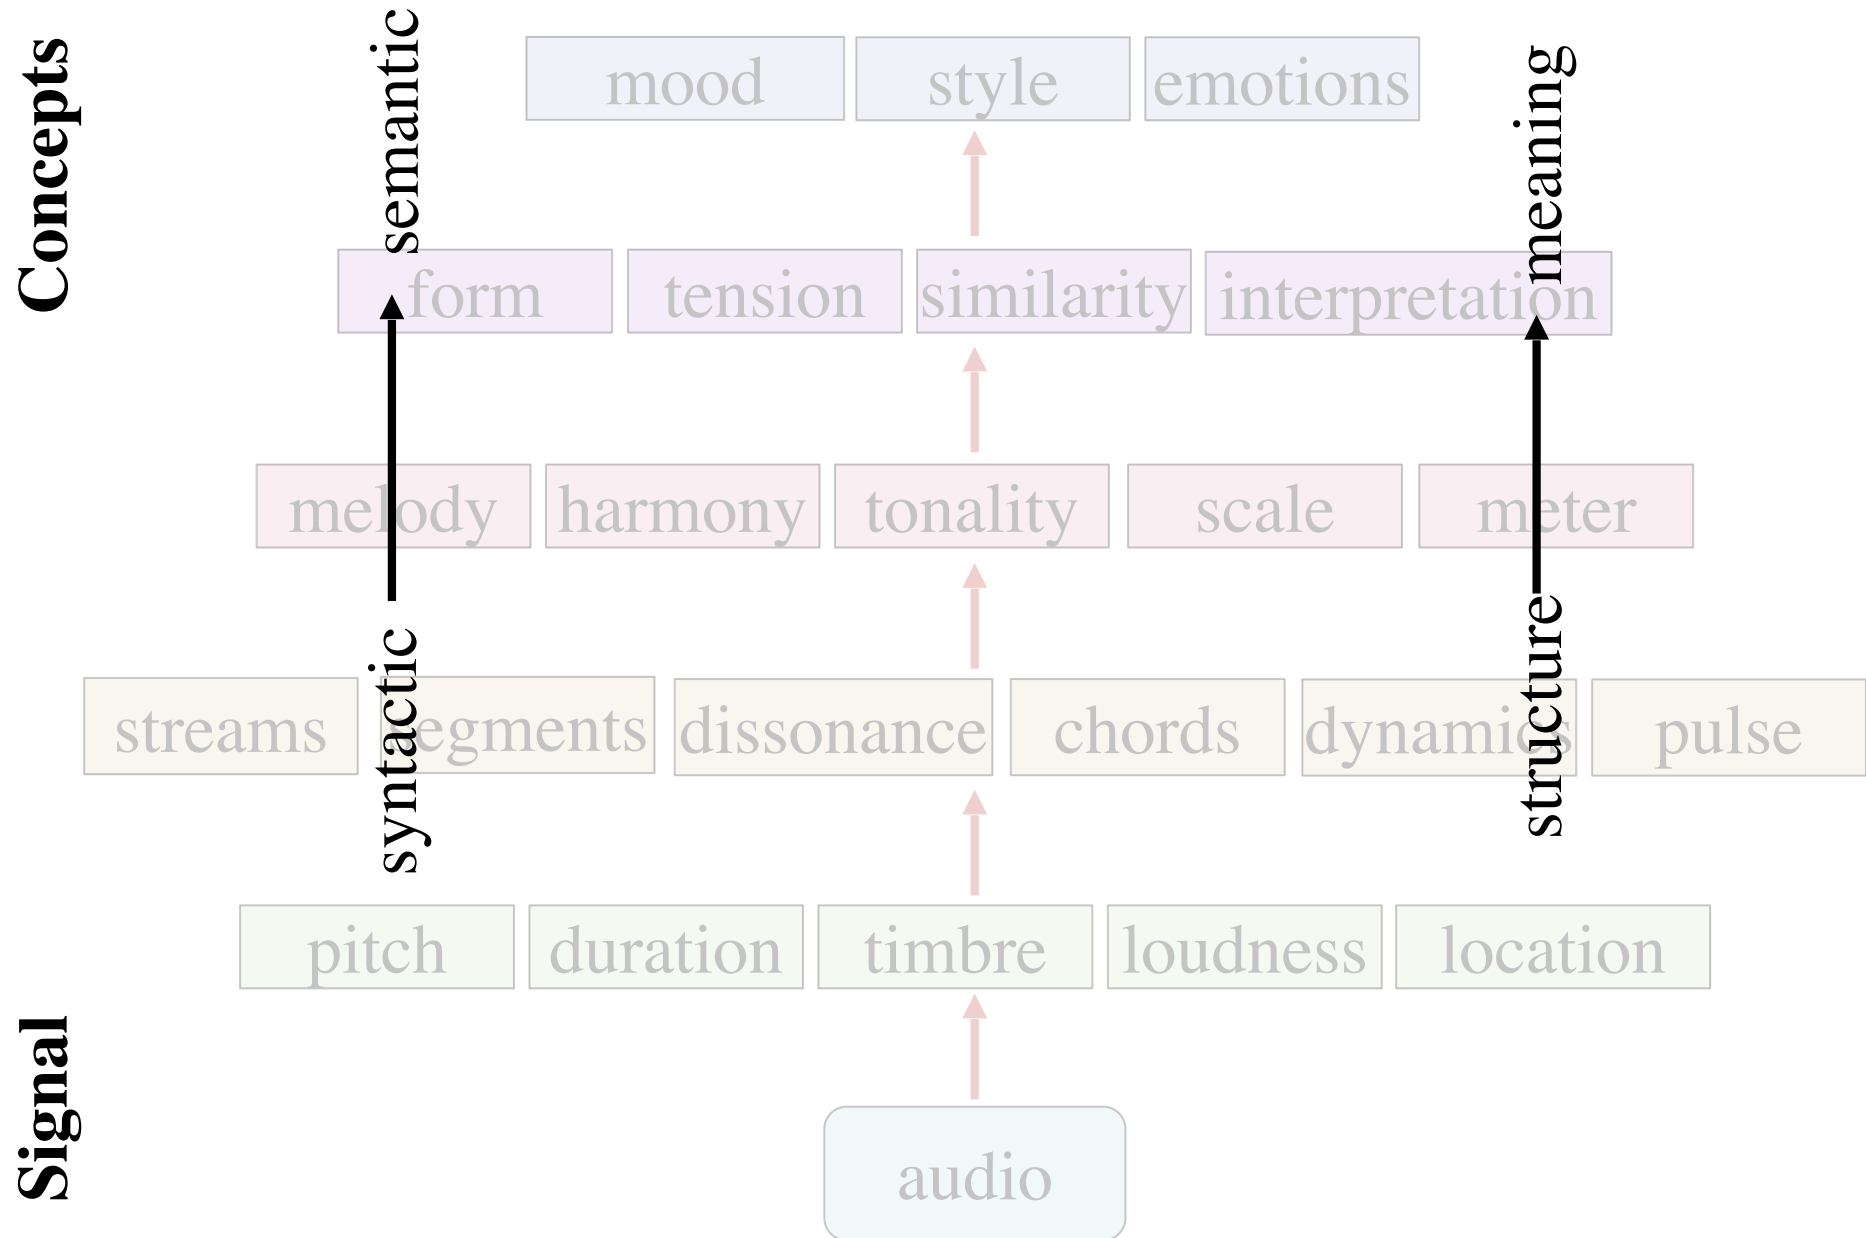 Concepts
semantic
mood style emotions
meaning
form tension similarity interpretation
melody harmony tonality scale meter
syntactic
structure
streams segments dissonance chords dynamics pulse
pitch duration timbre loudness location
Signal
audio